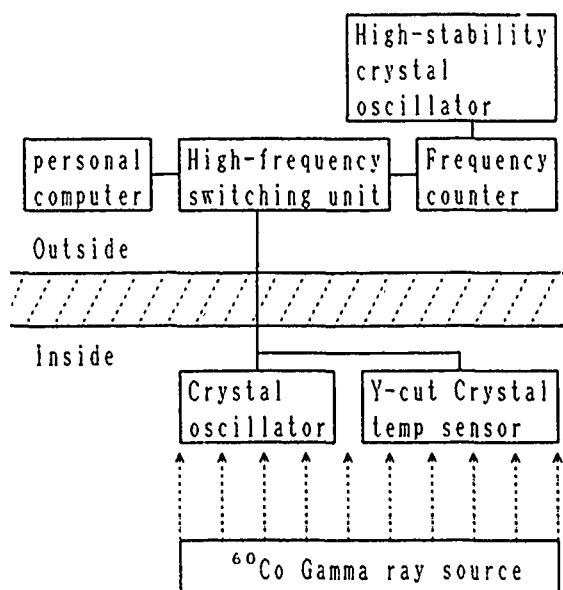 High-stability
crystal
oscillator
personal
computer
High-frequency
switching unit
Frequency
counter
Outside
Inside
Crystal
oscillator
Y-cut Crystal
temp sensor
⁶⁰Co Gamma ray source